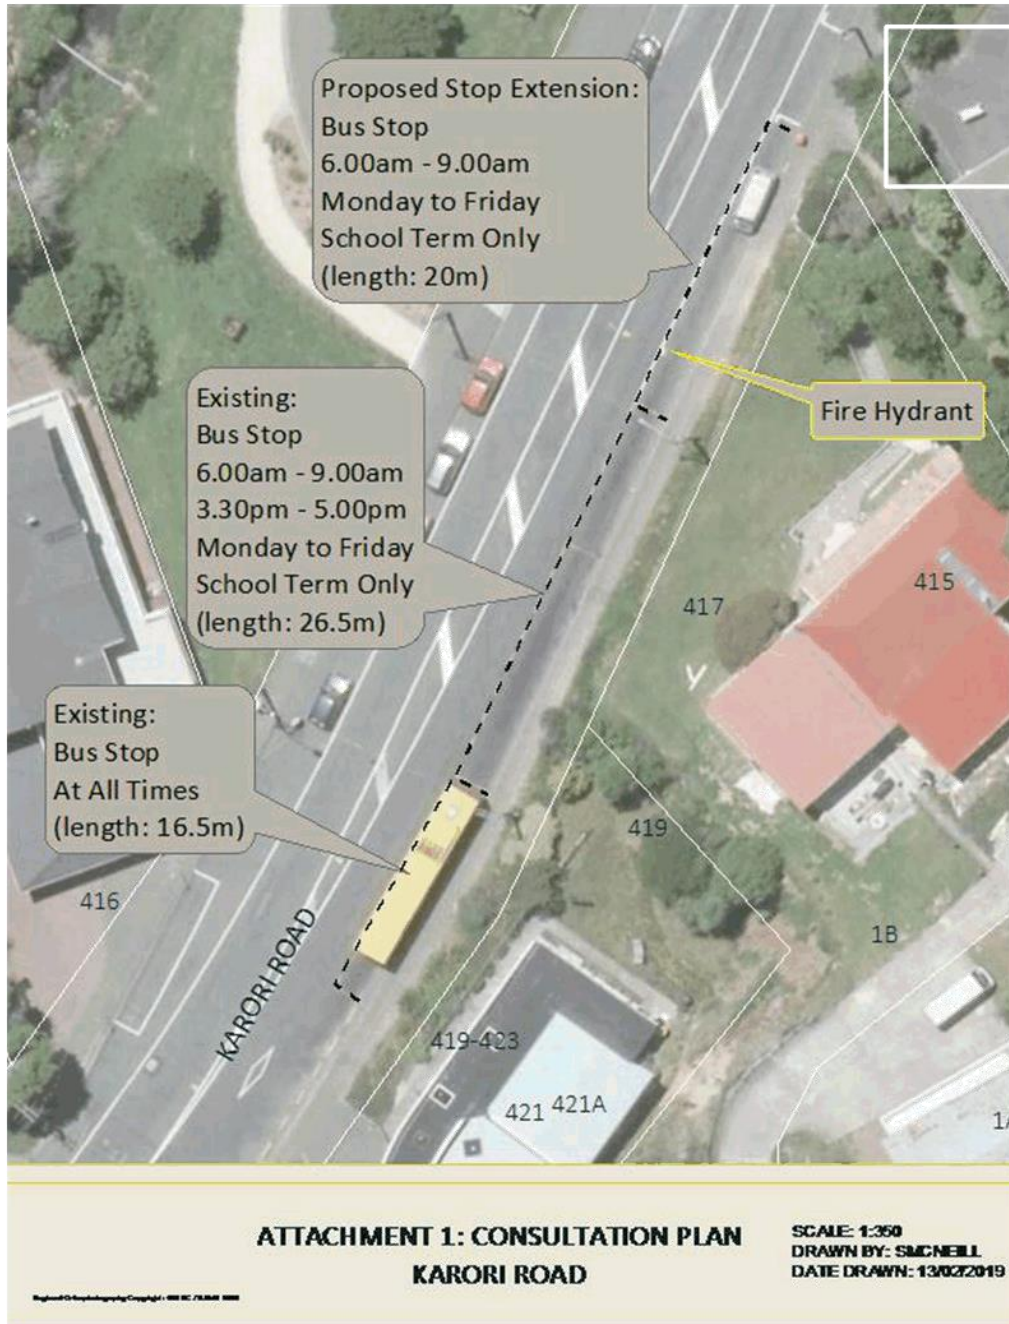 Proposed Stop Extension:
Bus Stop
6.00am - 9.00am
Monday to Friday
School Term Only
(length: 20m)
Existing:
Bus Stop
6.00am - 9.00am
3.30pm - 5.00pm
Monday to Friday
School Term Only
(length: 26.5m)
Fire Hydrant
415
417
Existing:
Bus Stop
At All Times
(length: 16.5m)
419
416
1B
KARORI ROAD
419-423
421 421A
ATTACHMENT 1: CONSULTATION PLAN
KARORI ROAD
SCALE: 1:350
DRAWN BY: SMCNEILL
DATE DRAWN: 13/02/2019